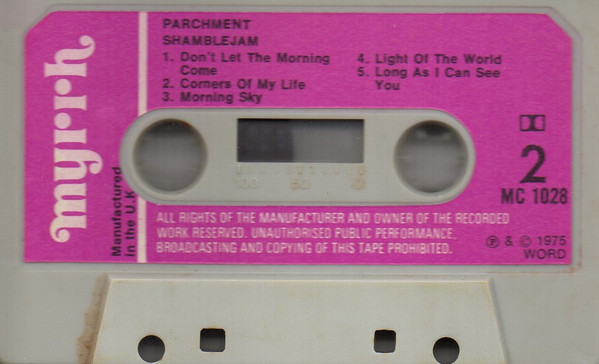 myrrh
Manufactured
in the U.K
PARCHMENT
SHAMBLEJAM
1. Don't Let The Morning
Come
2. Corners Of My Life
3. Morning Sky
4. Light Of The World
5. Long As I Can See
You
2
MC 1028
100 50 0
ALL RIGHTS OF THE MANUFACTURER AND OWNER OF THE RECORDED
WORK RESERVED. UNAUTHORISED PUBLIC PERFORMANCE.
BROADCASTING AND COPYING OF THIS TAPE PROHIBITED.
℗ & © 1975
WORD